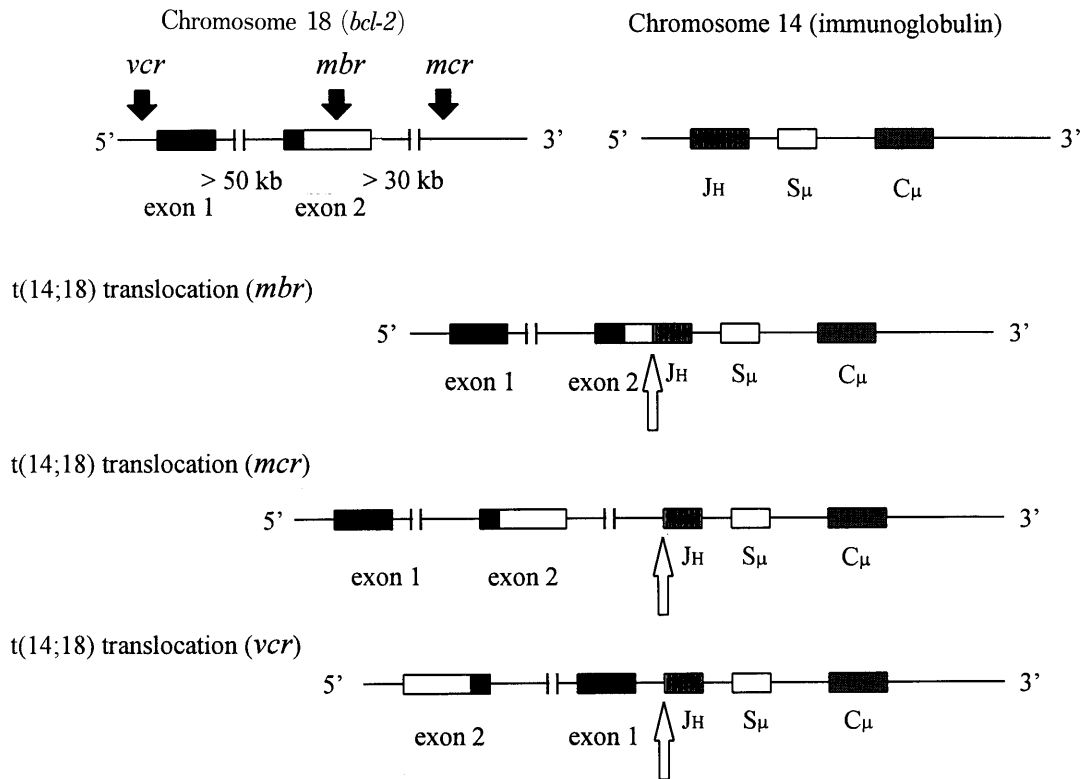 Chromosome 18 (bcl-2)
Chromosome 14 (immunoglobulin)
vcr mbr mcr
5’ 3’
5’ 3’
> 50 kb > 30 kb
exon 1 exon 2
JH Sμ Cμ
t(14;18) translocation (mbr)
5’ 3’
exon 1 exon 2 JH Sμ Cμ
t(14;18) translocation (mcr)
5’ 3’
exon 1 exon 2 JH Sμ Cμ
t(14;18) translocation (vcr)
5’ 3’
exon 2 exon 1 JH Sμ Cμ